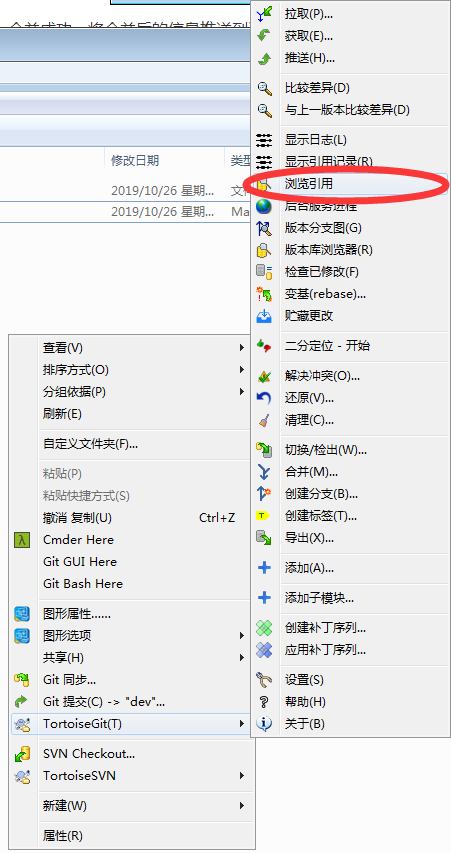 拉取(P)...
获取(E)...
推送(H)...
比较差异(D)
与上一版本比较差异(D)
显示日志(L)
显示引用记录(R)
浏览引用
后台服务进程
版本分支图(G)
版本库浏览器(R)
检查已修改(F)
变基(rebase)...
贮藏更改
二分定位 - 开始
解决冲突(O)...
还原(V)...
清理(C)...
切换/检出(W)...
合并(M)...
创建分支(B)...
创建标签(T)...
导出(X)...
添加(A)...
添加子模块...
创建补丁序列...
应用补丁序列...
设置(S)
帮助(H)
关于(B)
修改日期
类型
2019/10/26 星期...
文件
2019/10/26 星期...
Ma
查看(V)
排序方式(O)
分组依据(P)
刷新(E)
自定义文件夹(F)...
粘贴(P)
粘贴快捷方式(S)
撤消 复制(U) Ctrl+Z
Cmder Here
Git GUI Here
Git Bash Here
图形属性......
图形选项
共享(H)
Git 同步...
Git 提交(C) -> "dev"...
TortoiseGit(T)
SVN Checkout...
TortoiseSVN
新建(W)
属性(R)